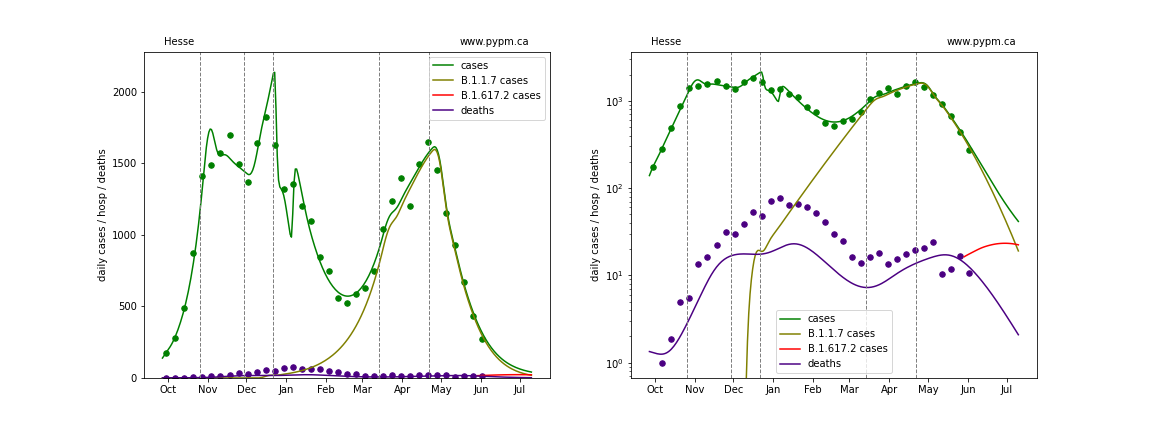 Hesse www.pypm.ca
daily cases / hosp / deaths
2000
1500
1000
500
0
cases
B.1.1.7 cases
B.1.617.2 cases
deaths
Oct Nov Dec Jan Feb Mar Apr May Jun Jul
Hesse www.pypm.ca
daily cases / hosp / deaths
10³
10²
10¹
10⁰
cases
B.1.1.7 cases
B.1.617.2 cases
deaths
Oct Nov Dec Jan Feb Mar Apr May Jun Jul